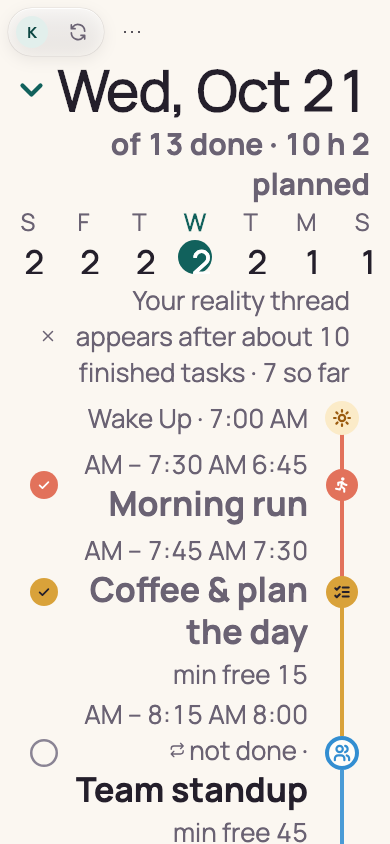 K
...
Wed, Oct 21
of 13 done · 10 h 2
planned
S F T W T M S
2 2 2 2 2 1 1
Your reality thread
appears after about 10
finished tasks · 7 so far
Wake Up · 7:00 AM
AM – 7:30 AM 6:45
Morning run
AM – 7:45 AM 7:30
Coffee & plan
the day
min free 15
AM – 8:15 AM 8:00
not done ·
Team standup
min free 45